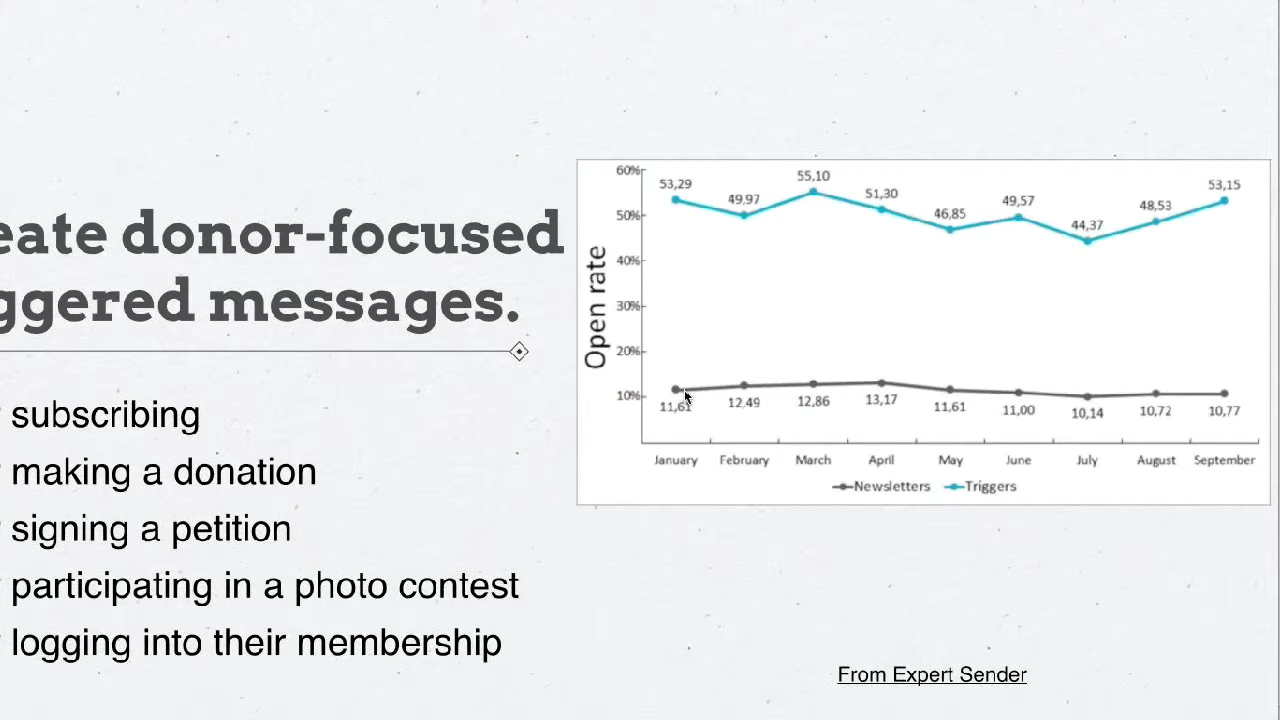 eate donor-focused
ggered messages.
subscribing
making a donation
signing a petition
participating in a photo contest
logging into their membership
Open rate
60%
50%
40%
30%
20%
10%
53,29
49,97
55,10
51,30
46,85
49,57
44,37
48,53
53,15
11,61
12,49
12,86
13,17
11,61
11,00
10,14
10,72
10,77
January February March April May June July August September
Newsletters Triggers
From Expert Sender